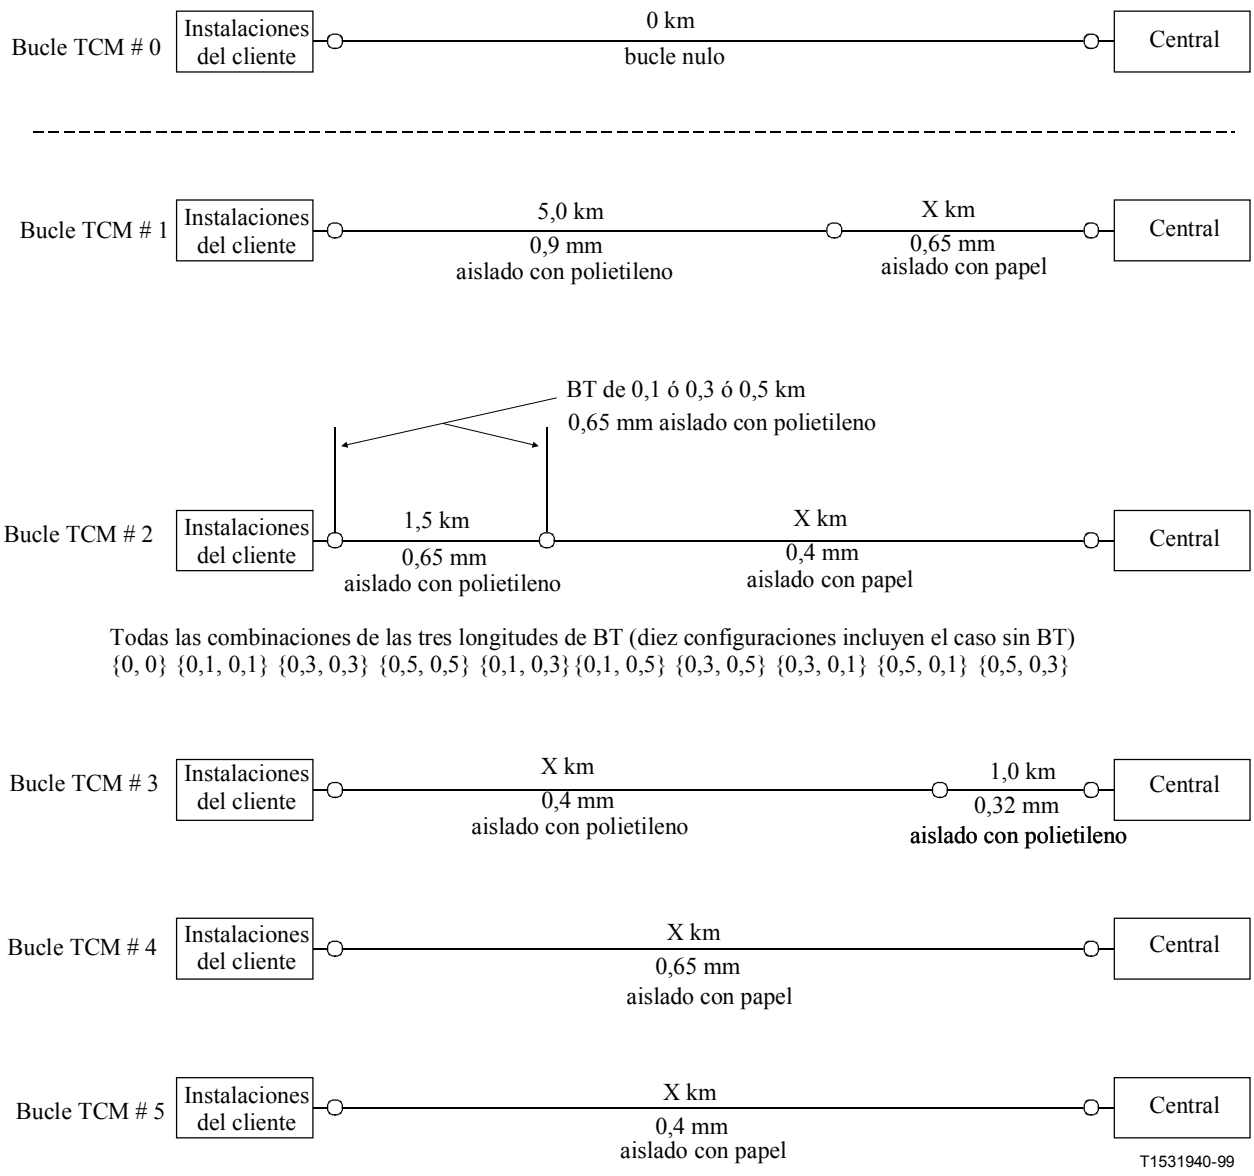 Bucle TCM # 0
Instalaciones
del cliente
0 km
bucle nulo
Central
Bucle TCM # 1
Instalaciones
del cliente
5,0 km
0,9 mm
aislado con polietileno
X km
0,65 mm
aislado con papel
Central
BT de 0,1 ó 0,3 ó 0,5 km
0,65 mm aislado con polietileno
Bucle TCM # 2
Instalaciones
del cliente
1,5 km
0,65 mm
aislado con polietileno
X km
0,4 mm
aislado con papel
Central
Todas las combinaciones de las tres longitudes de BT (diez configuraciones incluyen el caso sin BT)
{0, 0} {0,1, 0,1} {0,3, 0,3} {0,5, 0,5} {0,1, 0,3} {0,1, 0,5} {0,3, 0,5} {0,3, 0,1} {0,5, 0,1} {0,5, 0,3}
Bucle TCM # 3
Instalaciones
del cliente
X km
0,4 mm
aislado con polietileno
1,0 km
0,32 mm
aislado con polietileno
Central
Bucle TCM # 4
Instalaciones
del cliente
X km
0,65 mm
aislado con papel
Central
Bucle TCM # 5
Instalaciones
del cliente
X km
0,4 mm
aislado con papel
Central
T1531940-99